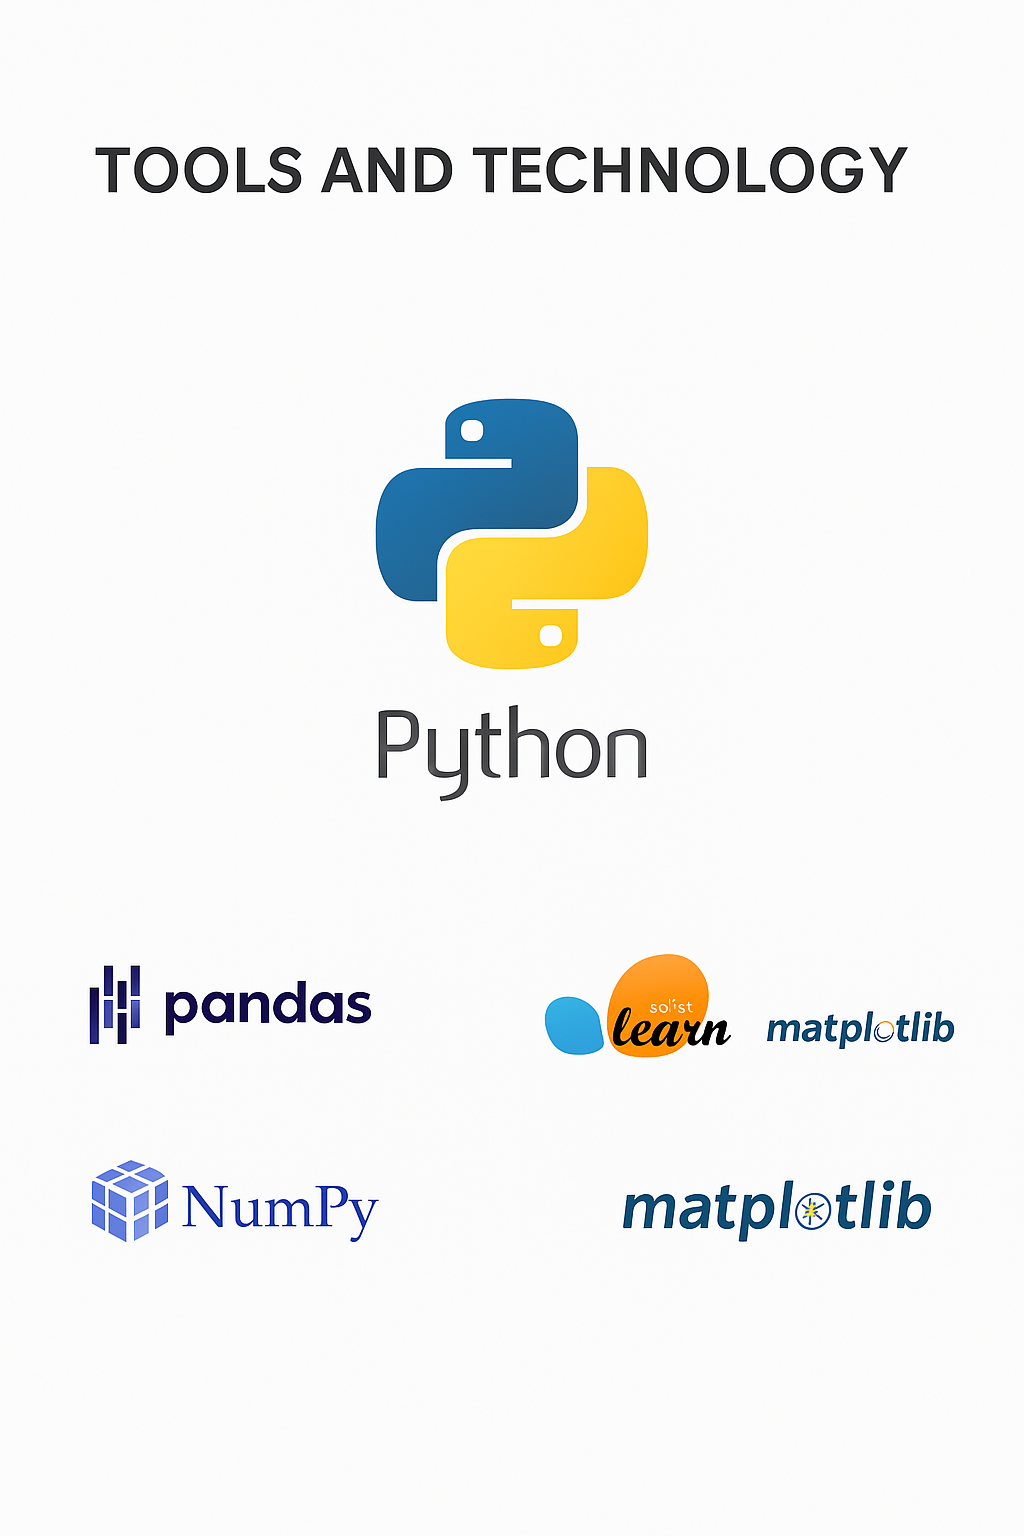 TOOLS AND TECHNOLOGY
Python
pandas
solist
learn
matplotlib
NumPy
matplotlib